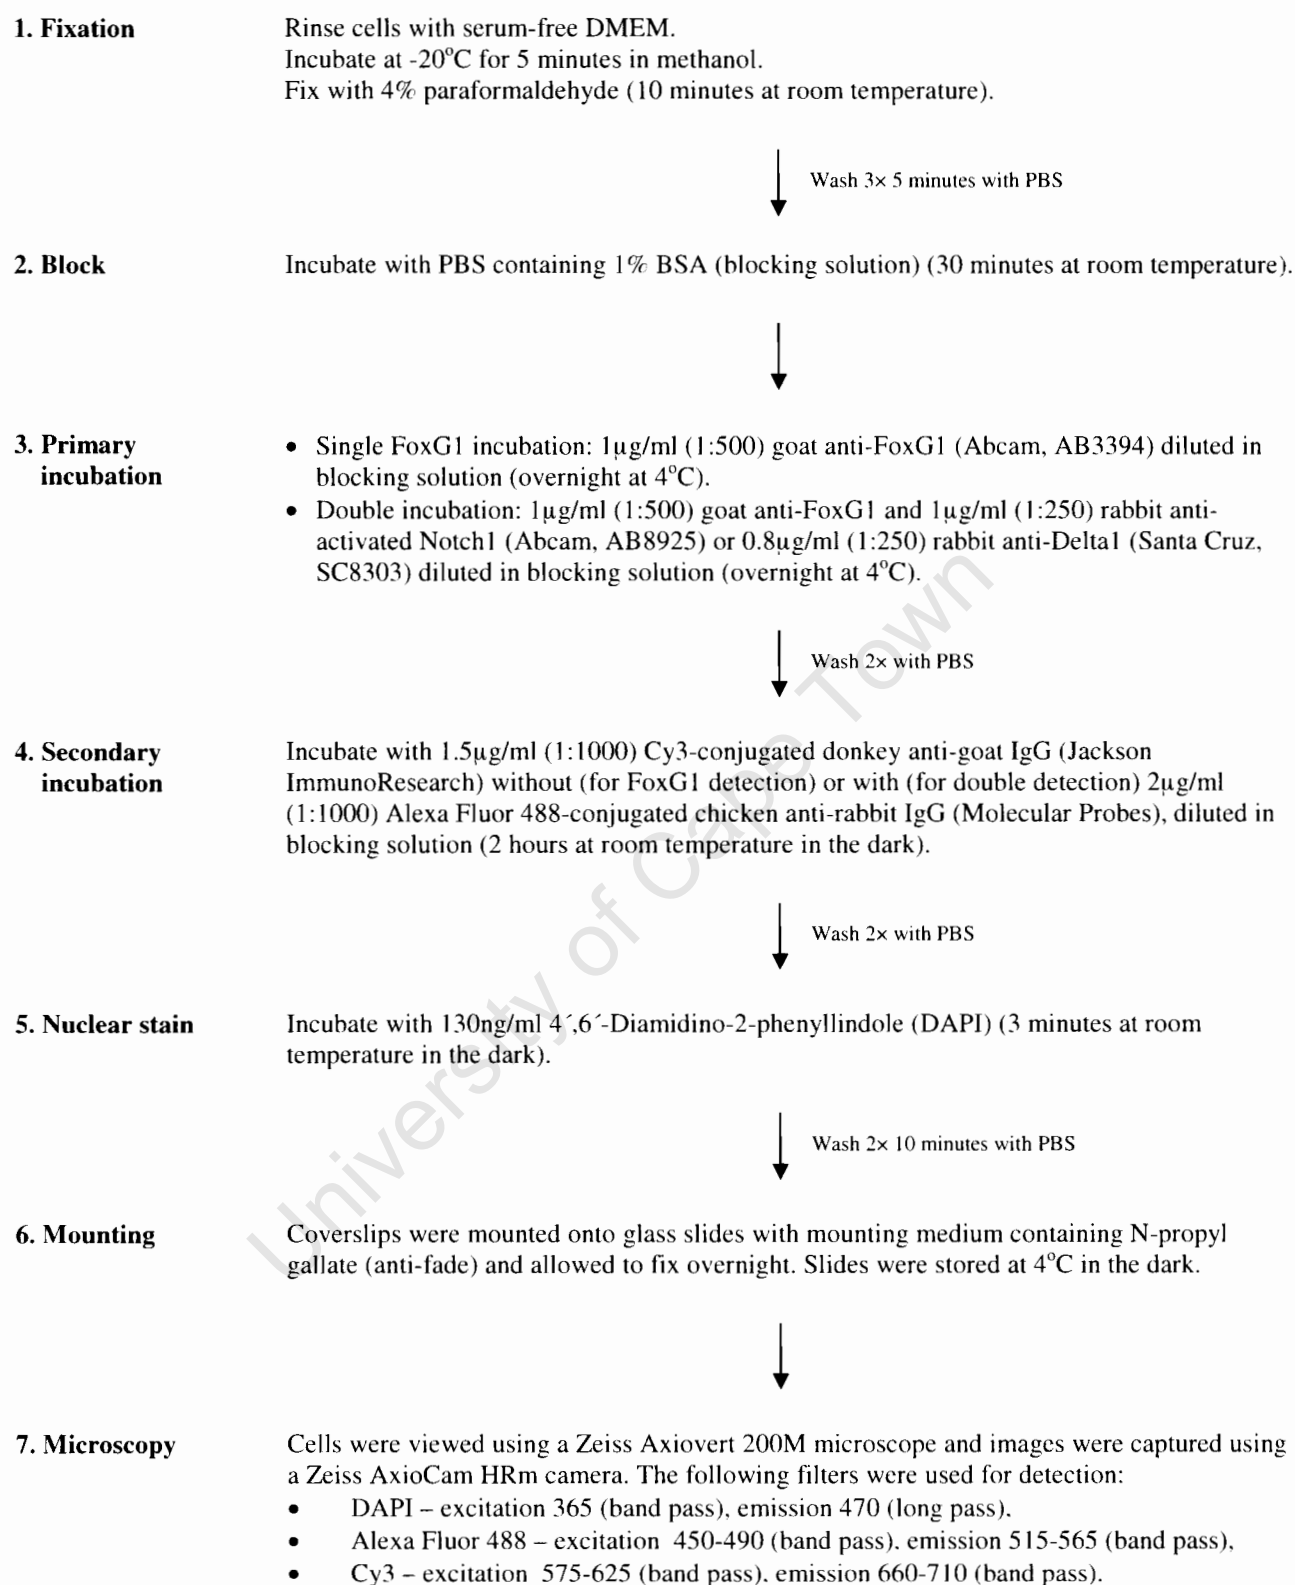 1. Fixation Rinse cells with serum-free DMEM.
Incubate at -20°C for 5 minutes in methanol.
Fix with 4% paraformaldehyde (10 minutes at room temperature).
Wash 3× 5 minutes with PBS
2. Block Incubate with PBS containing 1% BSA (blocking solution) (30 minutes at room temperature).
3. Primary • Single FoxG1 incubation: 1µg/ml (1:500) goat anti-FoxG1 (Abcam, AB3394) diluted in
incubation blocking solution (overnight at 4°C).
• Double incubation: 1µg/ml (1:500) goat anti-FoxG1 and 1µg/ml (1:250) rabbit anti-
activated Notch1 (Abcam, AB8925) or 0.8µg/ml (1:250) rabbit anti-Delta1 (Santa Cruz,
SC8303) diluted in blocking solution (overnight at 4°C).
Wash 2× with PBS
4. Secondary Incubate with 1.5µg/ml (1:1000) Cy3-conjugated donkey anti-goat IgG (Jackson
incubation ImmunoResearch) without (for FoxG1 detection) or with (for double detection) 2µg/ml
(1:1000) Alexa Fluor 488-conjugated chicken anti-rabbit IgG (Molecular Probes), diluted in
blocking solution (2 hours at room temperature in the dark).
Wash 2× with PBS
5. Nuclear stain Incubate with 130ng/ml 4´,6´-Diamidino-2-phenyllindole (DAPI) (3 minutes at room
temperature in the dark).
Wash 2× 10 minutes with PBS
6. Mounting Coverslips were mounted onto glass slides with mounting medium containing N-propyl
gallate (anti-fade) and allowed to fix overnight. Slides were stored at 4°C in the dark.
7. Microscopy Cells were viewed using a Zeiss Axiovert 200M microscope and images were captured using
a Zeiss AxioCam HRm camera. The following filters were used for detection:
• DAPI – excitation 365 (band pass), emission 470 (long pass),
• Alexa Fluor 488 – excitation 450-490 (band pass), emission 515-565 (band pass),
• Cy3 – excitation 575-625 (band pass), emission 660-710 (band pass).
University of Cape Town